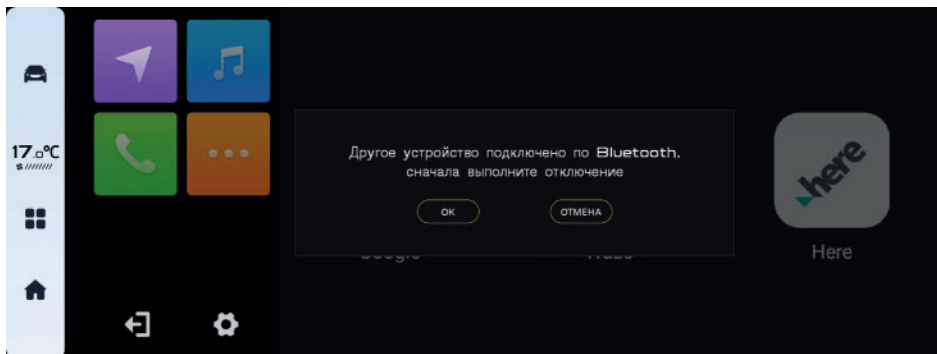 17.0°C
Другое устройство подключено по Bluetooth.
сначала выполните отключение
ОК
ОТМЕНА
here
Here